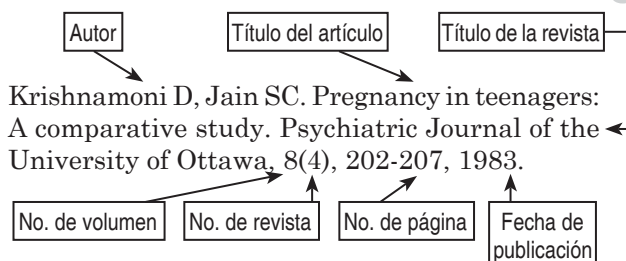 Autor
Título del artículo
Título de la revista
Krishnamoni D, Jain SC. Pregnancy in teenagers:
A comparative study. Psychiatric Journal of the
University of Ottawa, 8(4), 202-207, 1983.
No. de volumen
No. de revista
No. de página
Fecha de
publicación